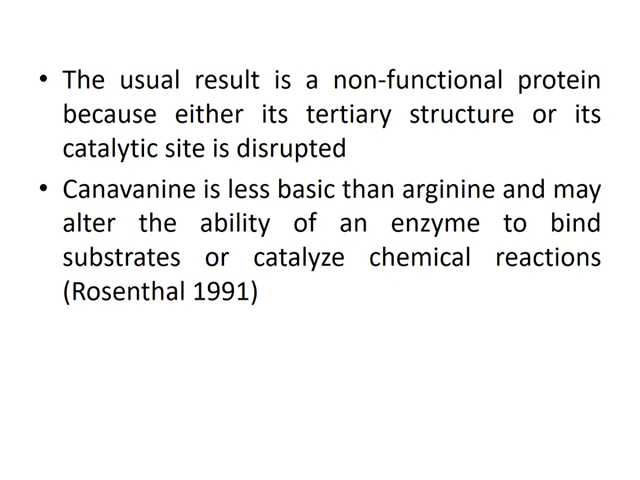 • The usual result is a non-functional protein
because either its tertiary structure or its
catalytic site is disrupted
• Canavanine is less basic than arginine and may
alter the ability of an enzyme to bind
substrates or catalyze chemical reactions
(Rosenthal 1991)